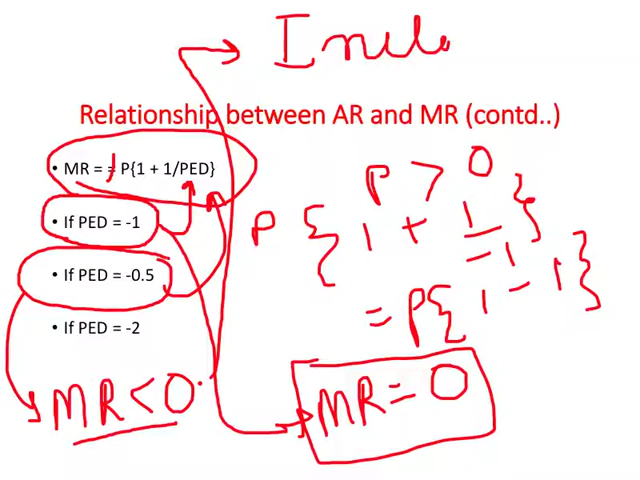 Relationship between AR and MR (contd..)
• MR = = P{1 + 1/PED}
• If PED = -1
• If PED = -0.5
• If PED = -2
P > 0
P { 1 + 1/-1 }
= P{ 1 - 1 }
MR = 0
MR < 0.